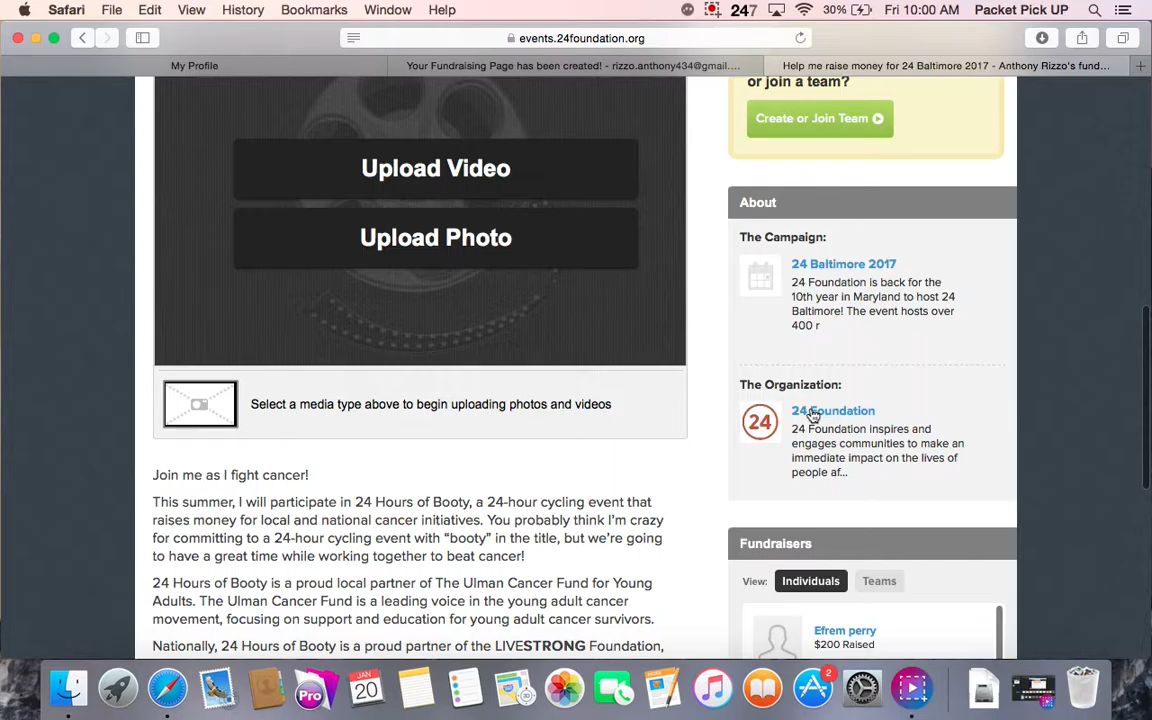 Safari File Edit View History Bookmarks Window Help 247 30% Fri 10:00 AM Packet Pick UP
events.24foundation.org
My Profile
Your Fundraising Page has been created! - rizzo.anthony434@gmail....
Help me raise money for 24 Baltimore 2017 - Anthony Rizzo's fund...
or join a team?
Create or Join Team
Upload Video
Upload Photo
Select a media type above to begin uploading photos and videos
Join me as I fight cancer!
This summer, I will participate in 24 Hours of Booty, a 24-hour cycling event that
raises money for local and national cancer initiatives. You probably think I'm crazy
for committing to a 24-hour cycling event with “booty” in the title, but we're going
to have a great time while working together to beat cancer!
24 Hours of Booty is a proud local partner of The Ulman Cancer Fund for Young
Adults. The Ulman Cancer Fund is a leading voice in the young adult cancer
movement, focusing on support and education for young adult cancer survivors.
Nationally, 24 Hours of Booty is a proud partner of the LIVESTRONG Foundation,
About
The Campaign:
24 Baltimore 2017
24 Foundation is back for the
10th year in Maryland to host 24
Baltimore! The event hosts over
400 r
The Organization:
24
24 Foundation
24 Foundation inspires and
engages communities to make an
immediate impact on the lives of
people af...
Fundraisers
View: Individuals Teams
Efrem perry
$200 Raised
Pro
JAN
20
2